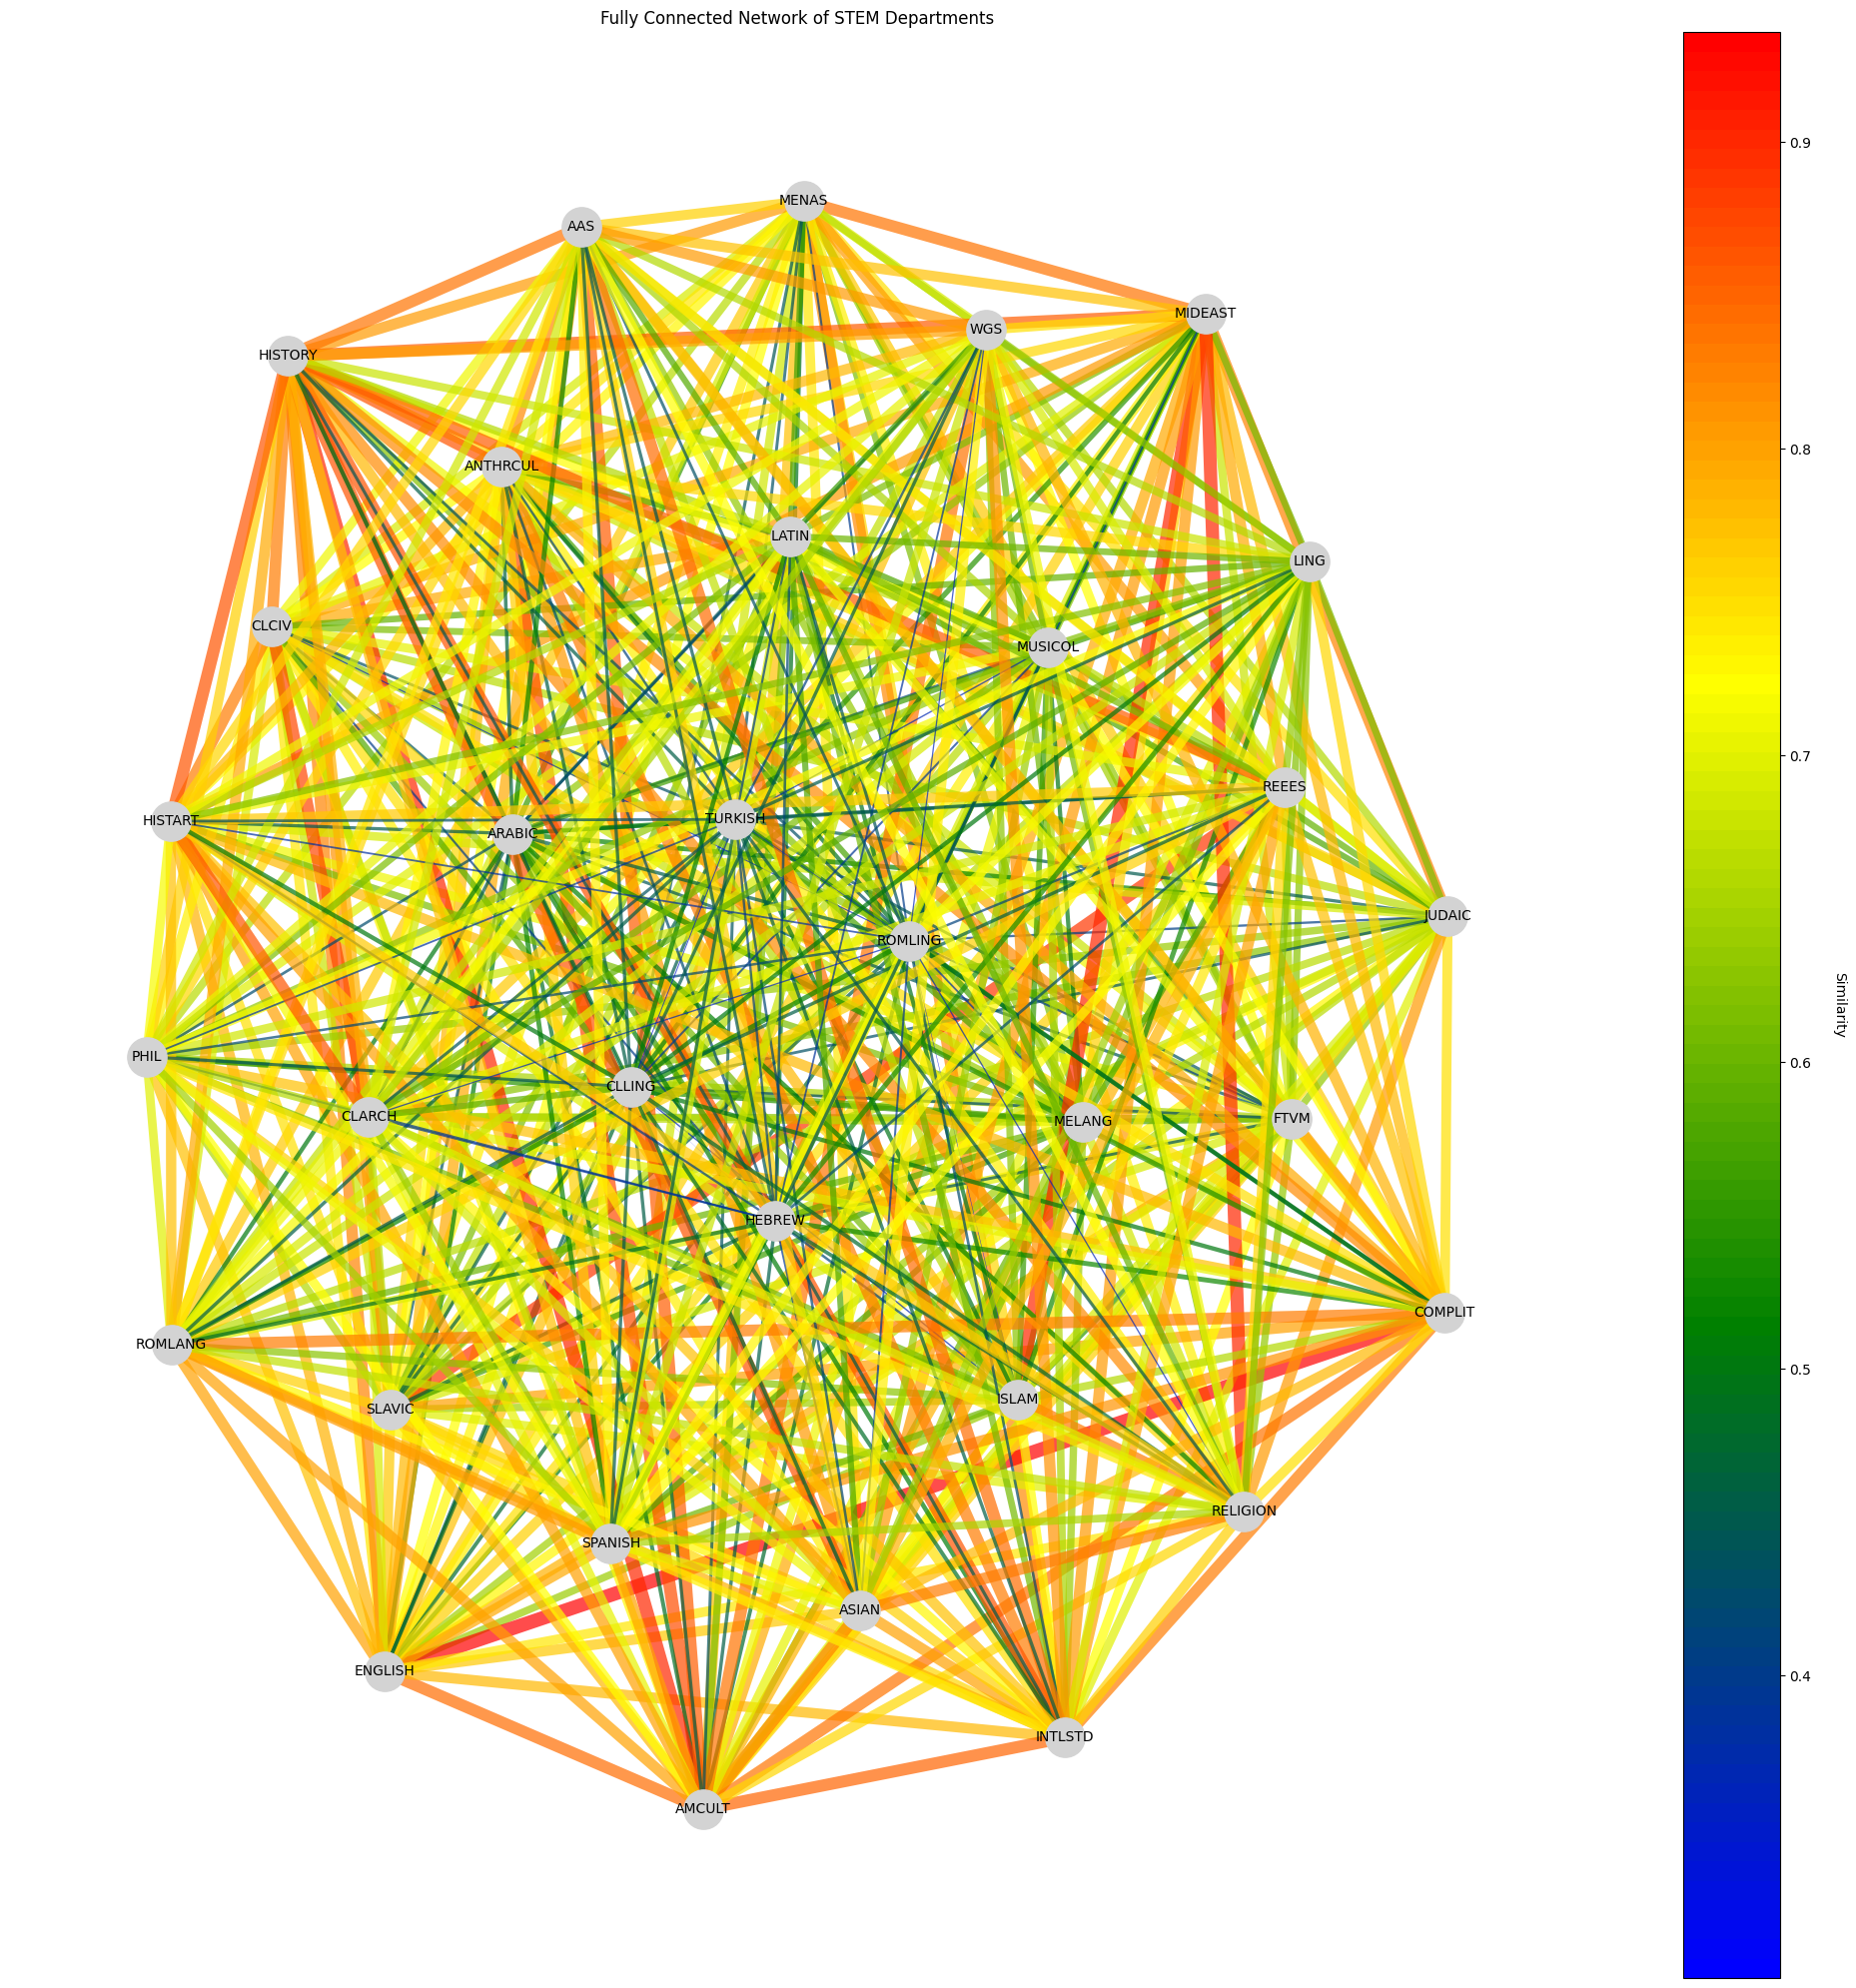 Fully Connected Network of STEM Departments
MENAS
AAS
MIDEAST
WGS
HISTORY
ANTHRCUL
LATIN
LING
CLCIV
MUSICOL
REEES
HISTART
TURKISH
ARABIC
JUDAIC
ROMLING
PHIL
CLLING
CLARCH
MELANG
FTVM
HEBREW
COMPLIT
ROMLANG
ISLAM
SLAVIC
RELIGION
SPANISH
ASIAN
ENGLISH
INTLSTD
AMCULT
0.9
0.8
0.7
0.6
0.5
0.4
Similarity